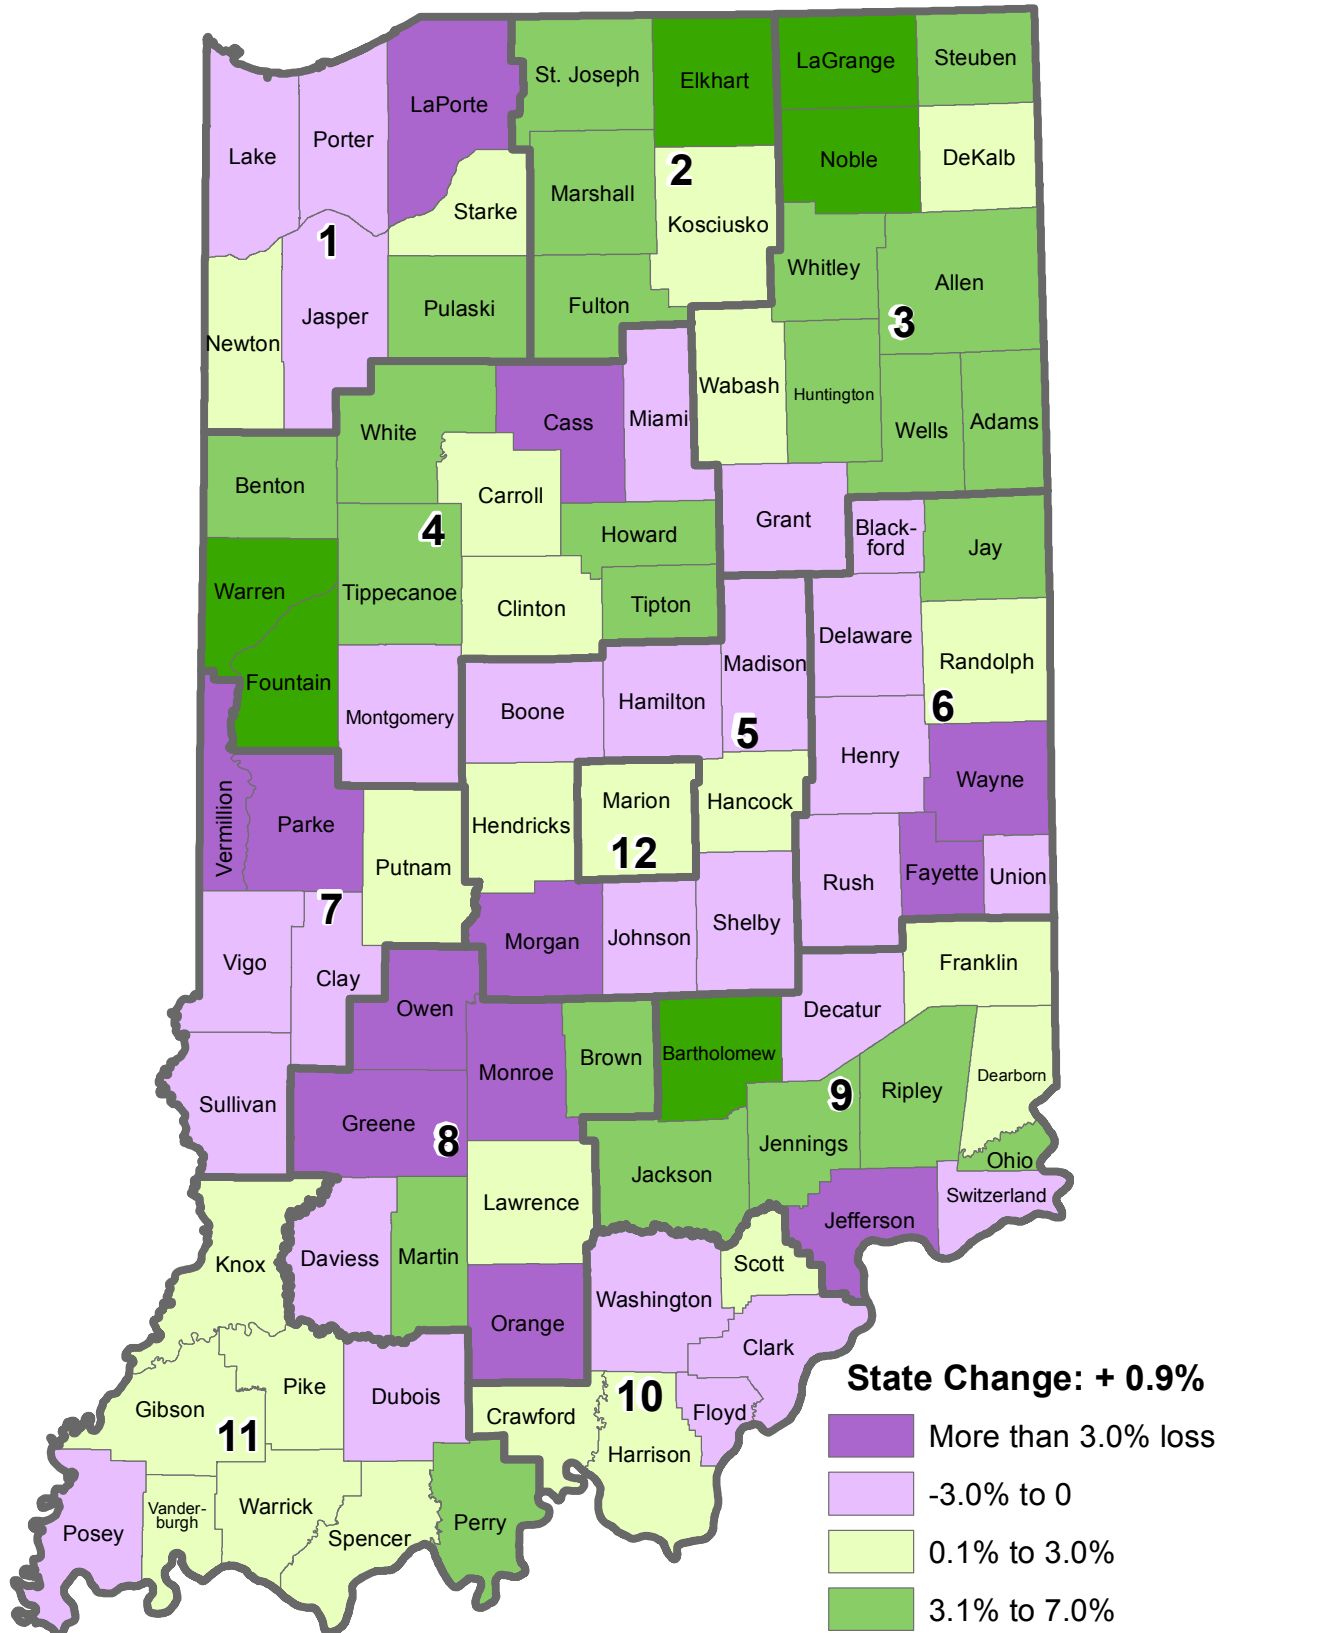 St. Joseph
Elkhart
LaGrange
Steuben
LaPorte
Lake
Porter
Noble
DeKalb
2
Marshall
Starke
Kosciusko
1
Whitley
Allen
Jasper
Pulaski
Fulton
3
Newton
Wabash
Huntington
White
Cass
Miami
Wells
Adams
Benton
Carroll
4
Grant
Black-
ford
Howard
Jay
Warren
Tippecanoe
Clinton
Tipton
Delaware
Randolph
Madison
Fountain
Montgomery
Boone
Hamilton
5
6
Henry
Wayne
Vermillion
Parke
Hendricks
Marion
Hancock
12
Putnam
Rush
Fayette
Union
7
Morgan
Johnson
Shelby
Vigo
Clay
Franklin
Owen
Decatur
Monroe
Brown
Bartholomew
Sullivan
Greene
8
9
Ripley
Dearborn
Jennings
Ohio
Jackson
Lawrence
Switzerland
Jefferson
Knox
Daviess
Martin
Scott
Washington
Orange
Clark
Pike
Dubois
Gibson
11
Crawford
10
Floyd
Harrison
Posey
Vander-
burgh
Warrick
Spencer
Perry
State Change: + 0.9%
More than 3.0% loss
-3.0% to 0
0.1% to 3.0%
3.1% to 7.0%